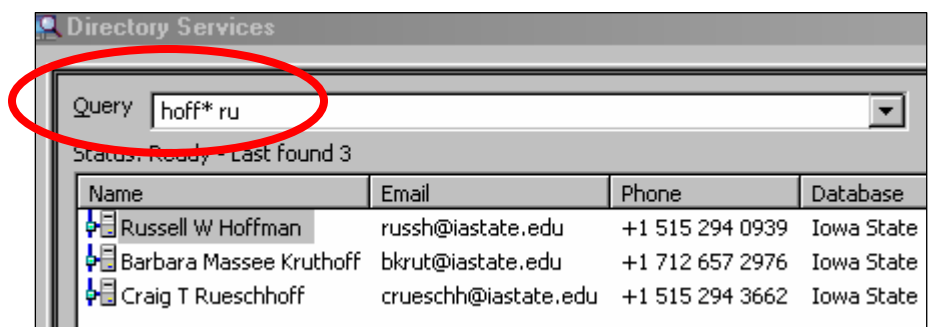 Directory Services
Query hoff* ru
Status: Ready - Last found 3
Name Email Phone Database
Russell W Hoffman russh@iastate.edu +1 515 294 0939 Iowa State
Barbara Massee Kruthoff bkrut@iastate.edu +1 712 657 2976 Iowa State
Craig T Rueschhoff crueschh@iastate.edu +1 515 294 3662 Iowa State